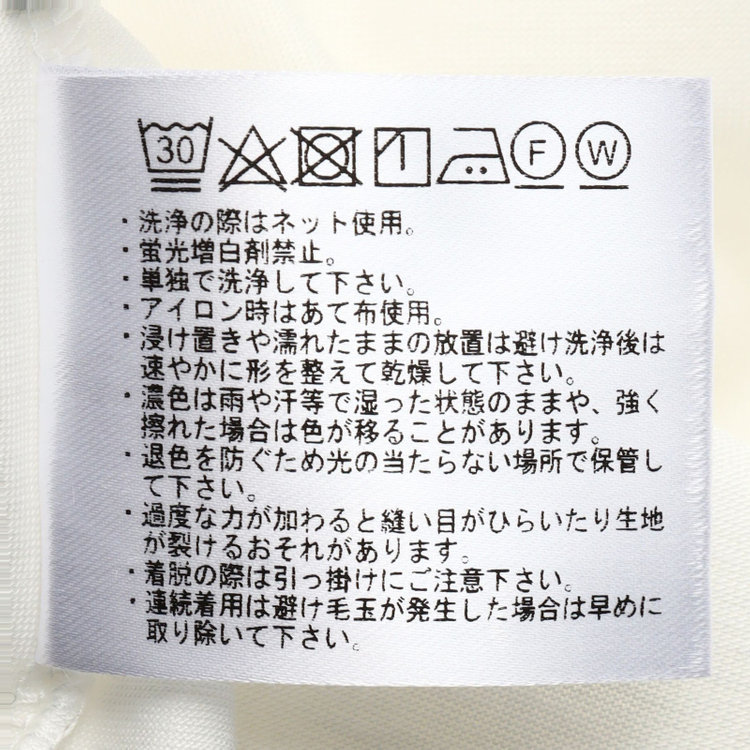 30 F W
・洗浄の際はネット使用。
・蛍光増白剤禁止。
・単独で洗浄して下さい。
・アイロン時はあて布使用。
・浸け置きや濡れたままの放置は避け洗浄後は
速やかに形を整えて乾燥して下さい。
・濃色は雨や汗等で湿った状態のままや、強く
擦れた場合は色が移ることがあります。
・退色を防ぐため光の当たらない場所で保管し
て下さい。
・過度な力が加わると縫い目がひらいたり生地
が裂けるおそれがあります。
・着脱の際は引っ掛けにご注意下さい。
・連続着用は避け毛玉が発生した場合は早めに
取り除いて下さい。